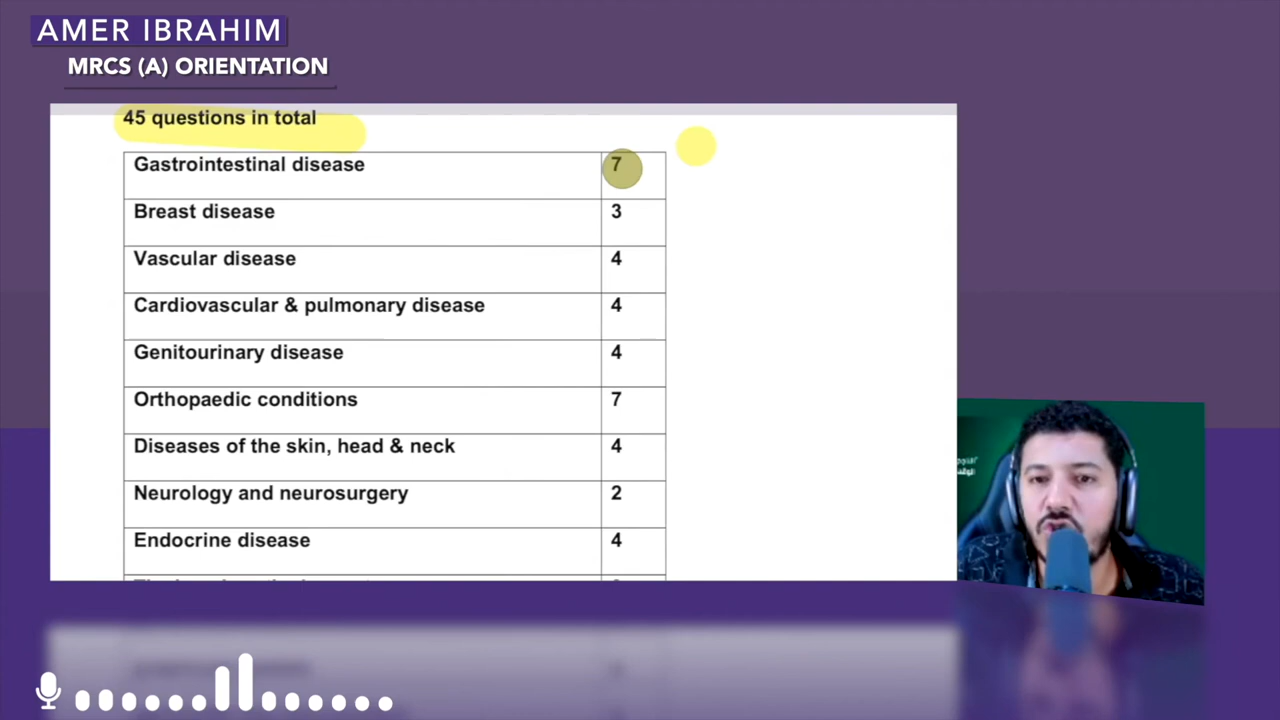 AMER IBRAHIM
MRCS (A) ORIENTATION
45 questions in total
Gastrointestinal disease 7
Breast disease 3
Vascular disease 4
Cardiovascular & pulmonary disease 4
Genitourinary disease 4
Orthopaedic conditions 7
Diseases of the skin, head & neck 4
Neurology and neurosurgery 2
Endocrine disease 4